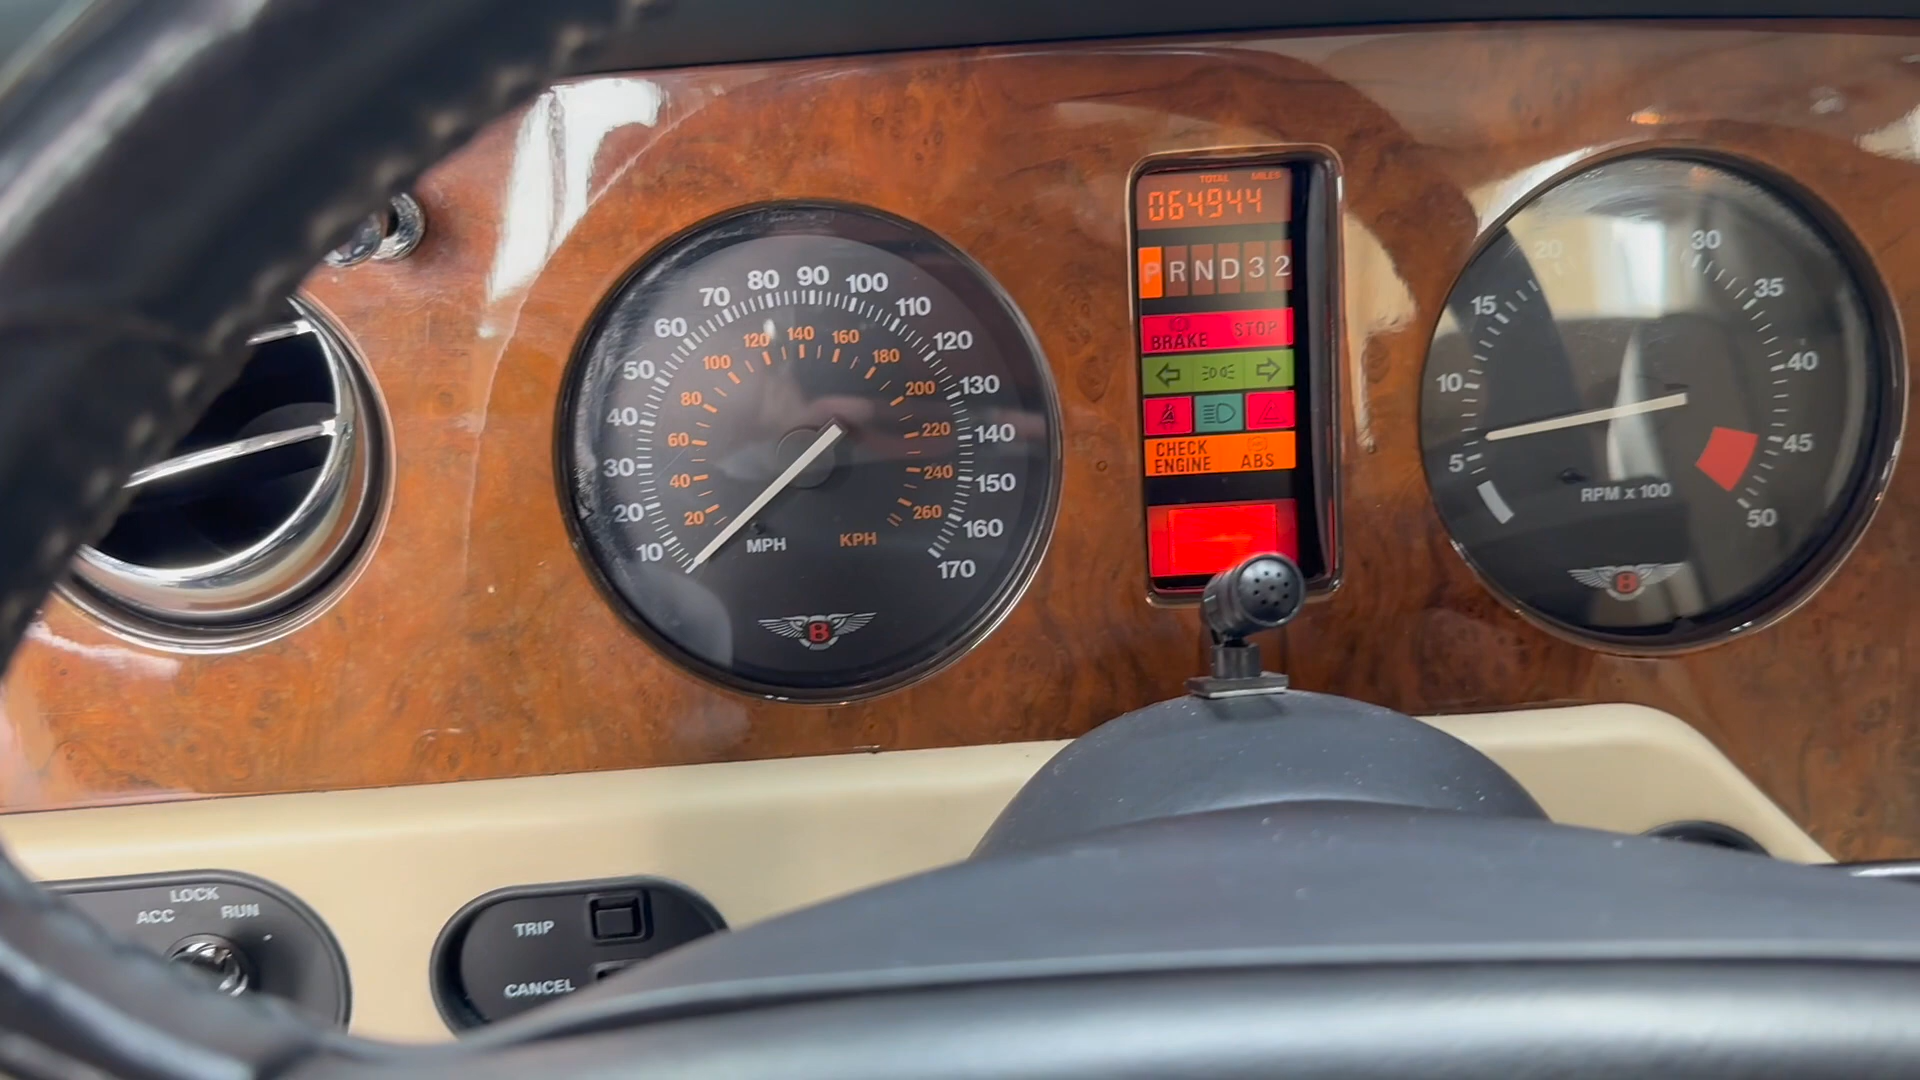 TOTAL MILES
064944
P R N D 3 2
BRAKE STOP
CHECK
ENGINE ABS
10 20 30 40 50 60 70 80 90 100 110 120 130 140 150 160 170
20 40 60 80 100 120 140 160 180 200 220 240 260
MPH KPH
B
5 10 15 20 30 35 40 45 50
RPM x 100
B
LOCK
ACC RUN
TRIP
CANCEL